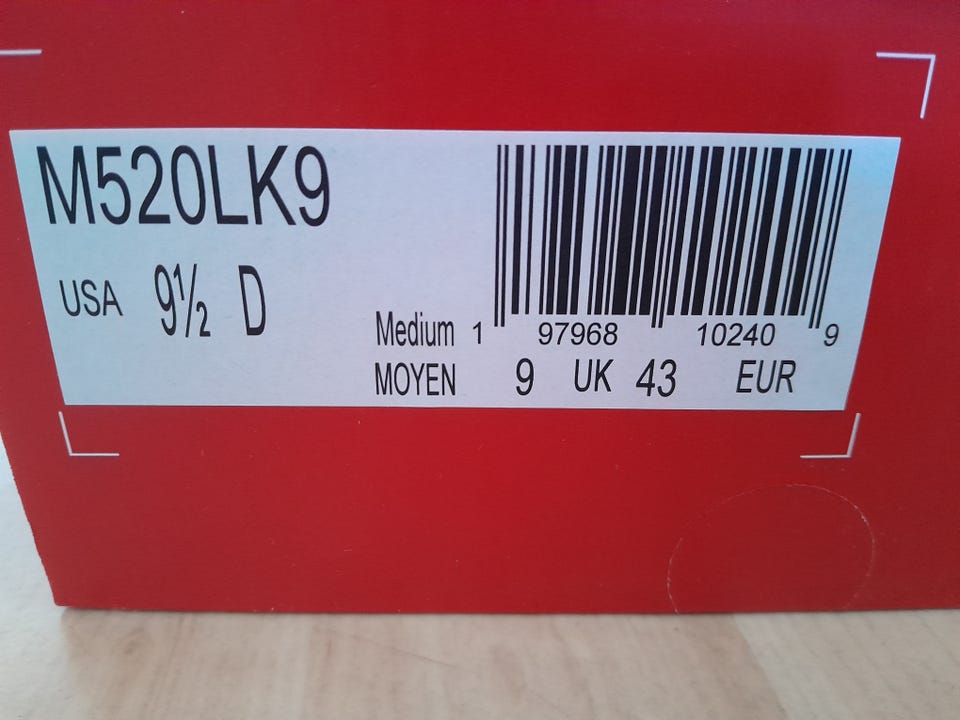 M520LK9
USA 9½ D
1 97968 10240 9
Medium
MOYEN 9 UK 43 EUR